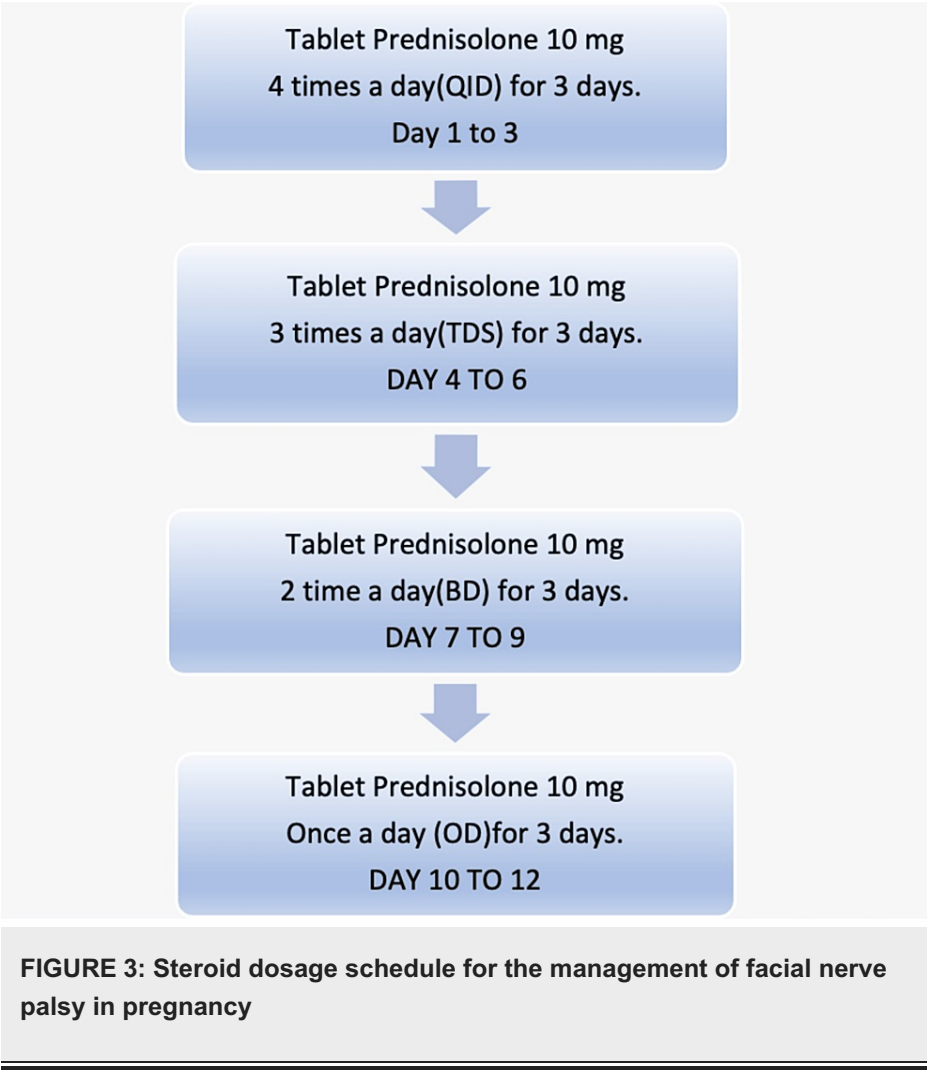 Tablet Prednisolone 10 mg
4 times a day(QID) for 3 days.
Day 1 to 3
Tablet Prednisolone 10 mg
3 times a day(TDS) for 3 days.
DAY 4 TO 6
Tablet Prednisolone 10 mg
2 time a day(BD) for 3 days.
DAY 7 TO 9
Tablet Prednisolone 10 mg
Once a day (OD)for 3 days.
DAY 10 TO 12
FIGURE 3: Steroid dosage schedule for the management of facial nerve
palsy in pregnancy